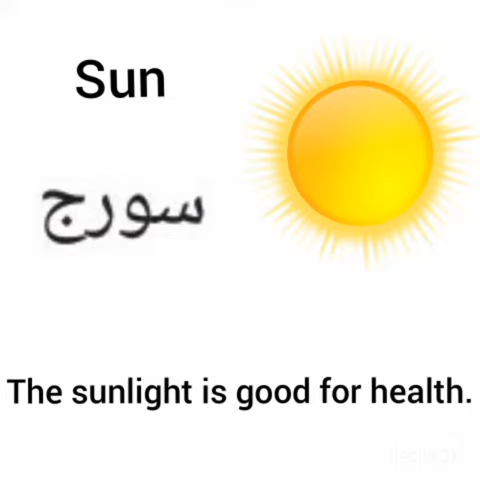 Sun
سورج
The sunlight is good for health.